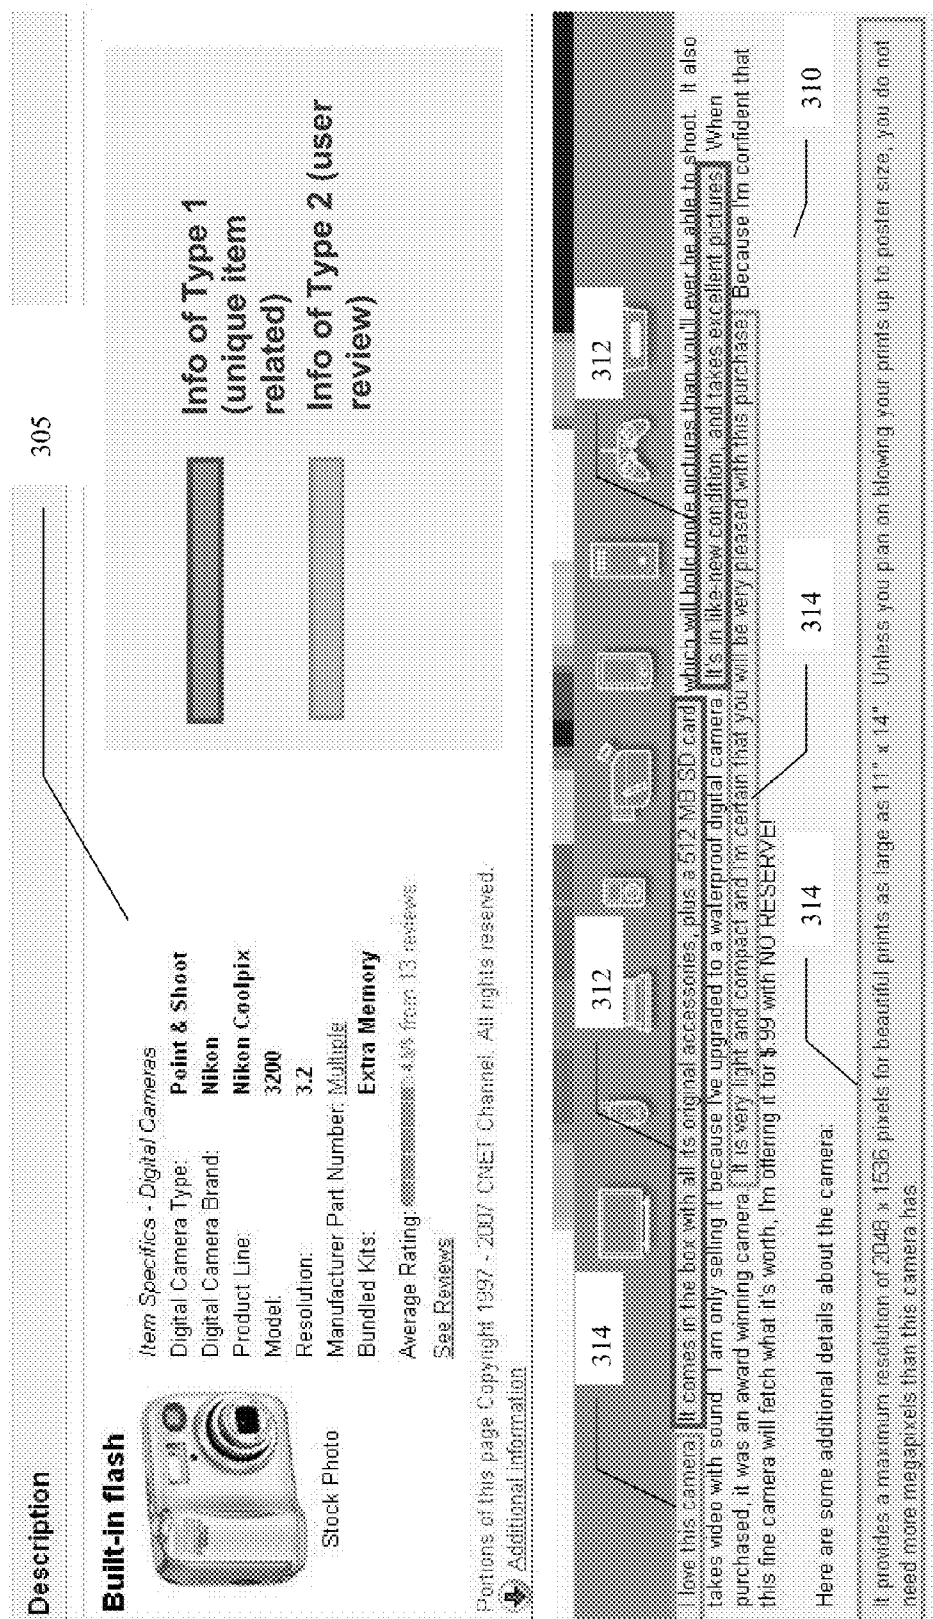 Description
305
Built-in flash
Stock Photo
Item Specifics - Digital Cameras
Digital Camera Type: Point & Shoot
Digital Camera Brand: Nikon
Product Line: Nikon Coolpix
Model: 3200
Resolution: 3.2
Manufacturer Part Number: Multiple
Bundled Kits: Extra Memory
Average Rating: from 13 reviews.
See Reviews
Info of Type 1
(unique item
related)
Info of Type 2 (user
review)
Portions of this page Copyright 1997 - 2007 CNET Channel. All rights reserved.
Additional Information
314
312
312
I love this camera. It comes in the box with all its original accessories, plus a 512 MB SD card which will hold more pictures than you'll ever be able to shoot. It also
takes video with sound. I am only selling it because I've upgraded to a waterproof digital camera. It's in like-new condition, and takes excellent pictures. When
purchased, it was an award winning camera. It is very light and compact and I'm certain that you will be very pleased with this purchase. Because I'm confident that
this fine camera will fetch what it's worth, I'm offering it for $.99 with NO RESERVE!
314
314
310
Here are some additional details about the camera.
It provides a maximum resolution of 2048 x 1536 pixels for beautiful prints as large as 11" x 14". Unless you plan on blowing your prints up to poster size, you do not
need more megapixels than this camera has